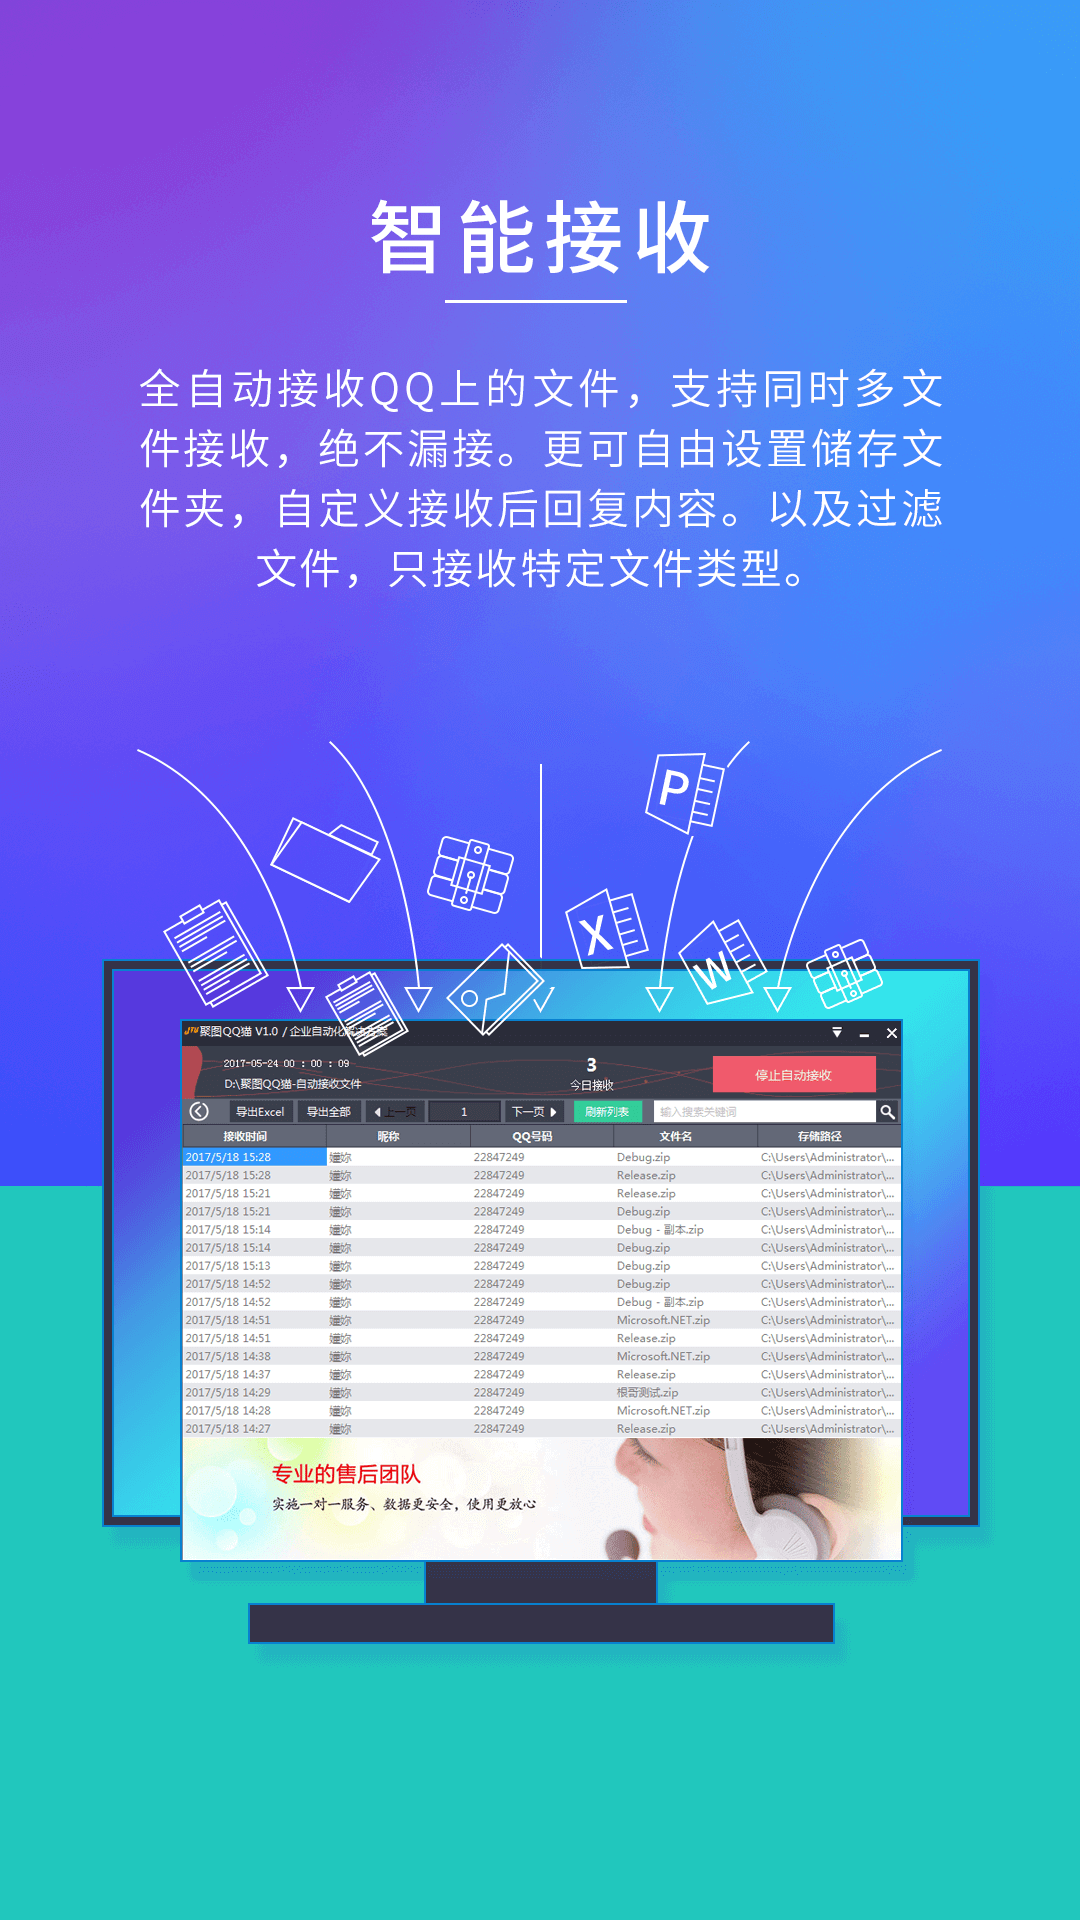 智能接收
全自动接收QQ上的文件，支持同时多文
件接收，绝不漏接。更可自由设置储存文
件夹，自定义接收后回复内容。以及过滤
文件，只接收特定文件类型。
P
X
W
聚图QQ猫 V1.0 / 企业自动化解决方案
2017-05-24 00 : 00 : 09
D:\聚图QQ猫-自动接收文件
3
今日接收
停止自动接收
导出Excel 导出全部 上一页 1 下一页 刷新列表 输入搜索关键词
接收时间 昵称 QQ号码 文件名 存储路径
2017/5/18 15:28 22847249 Debug.zip C:\Users\Administrator\...
2017/5/18 15:28 22847249 Release.zip C:\Users\Administrator\...
2017/5/18 15:21 22847249 Release.zip C:\Users\Administrator\...
2017/5/18 15:21 22847249 Debug.zip C:\Users\Administrator\...
2017/5/18 15:14 22847249 Debug - 副本.zip C:\Users\Administrator\...
2017/5/18 15:14 22847249 Debug.zip C:\Users\Administrator\...
2017/5/18 15:13 22847249 Debug.zip C:\Users\Administrator\...
2017/5/18 14:52 22847249 Debug.zip C:\Users\Administrator\...
2017/5/18 14:52 22847249 Debug - 副本.zip C:\Users\Administrator\...
2017/5/18 14:51 22847249 Microsoft.NET.zip C:\Users\Administrator\...
2017/5/18 14:51 22847249 Release.zip C:\Users\Administrator\...
2017/5/18 14:38 22847249 Microsoft.NET.zip C:\Users\Administrator\...
2017/5/18 14:37 22847249 Release.zip C:\Users\Administrator\...
2017/5/18 14:29 22847249 根哥测试.zip C:\Users\Administrator\...
2017/5/18 14:28 22847249 Microsoft.NET.zip C:\Users\Administrator\...
2017/5/18 14:27 22847249 Release.zip C:\Users\Administrator\...
专业的售后团队
实施一对一服务、数据更安全，使用更放心